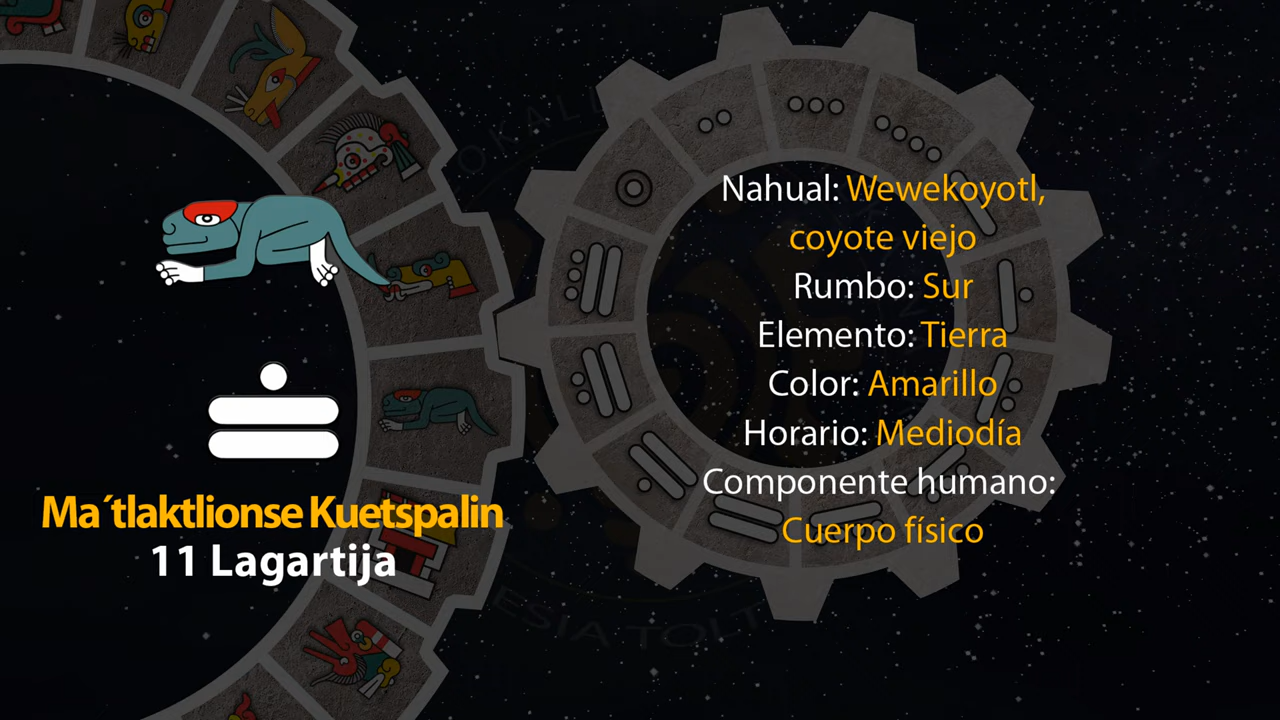 Ma´tlaktlionse Kuetspalin
11 Lagartija
Nahual: Wewekoyotl,
coyote viejo
Rumbo: Sur
Elemento: Tierra
Color: Amarillo
Horario: Mediodía
Componente humano:
Cuerpo físico